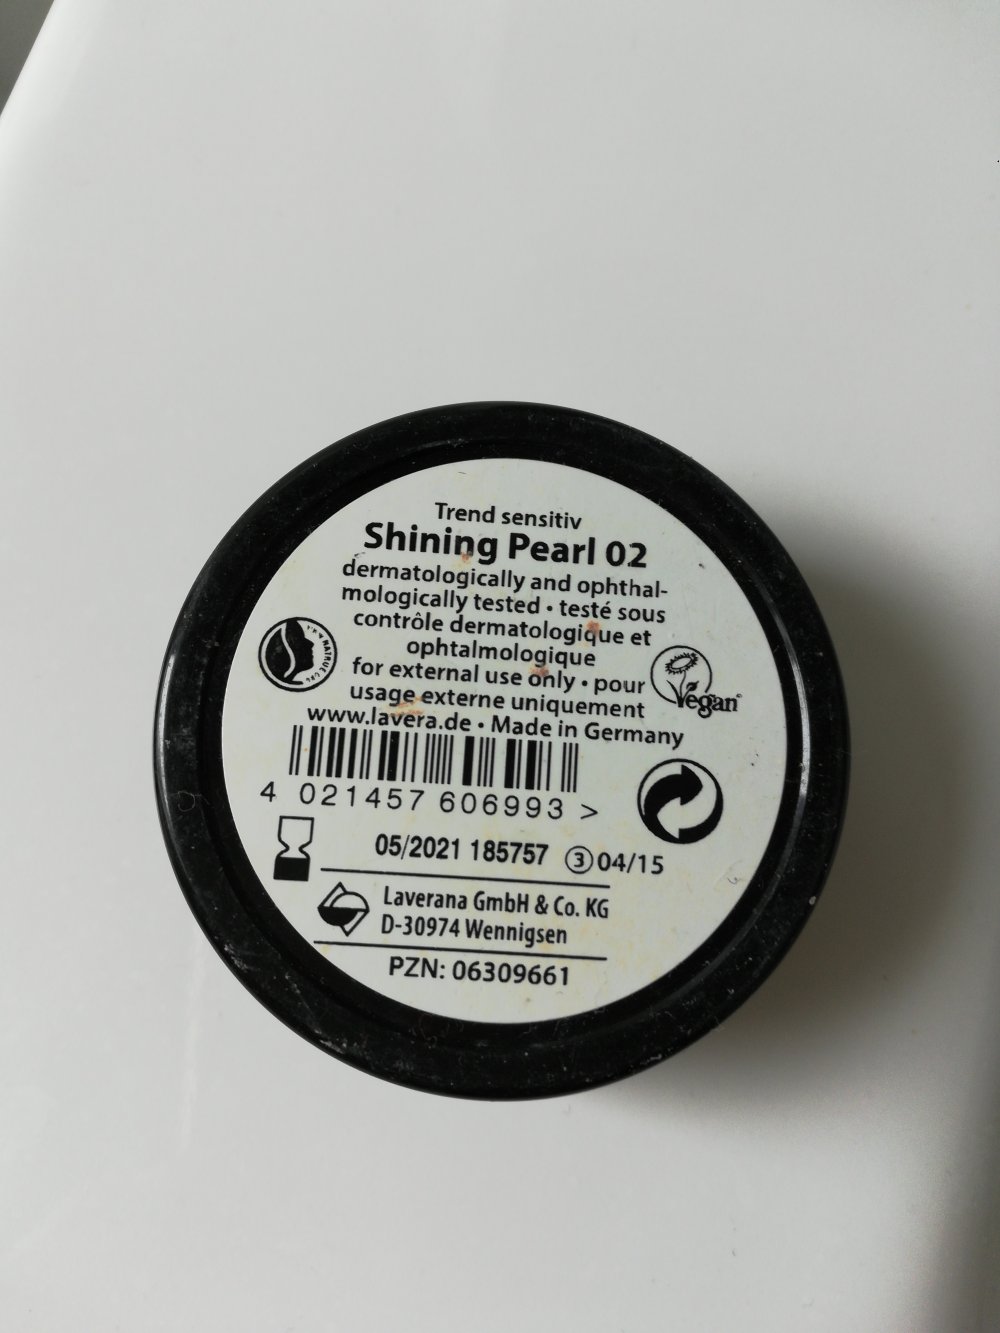 Trend sensitiv
Shining Pearl 02
dermatologically and ophthal-
mologically tested • testé sous
contrôle dermatologique et
ophtalmologique
for external use only • pour
usage externe uniquement
www.lavera.de • Made in Germany
Vegan
4 021457 606993 >
05/2021 185757 ③ 04/15
Laverana GmbH & Co. KG
D-30974 Wennigsen
PZN: 06309661